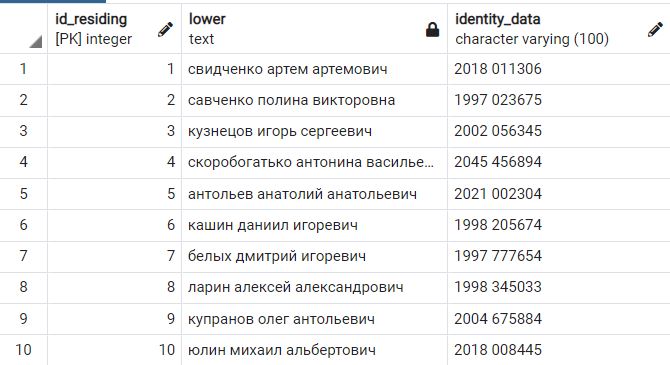 id_residing lower identity_data
[PK] integer text character varying (100)
1 1 свидченко артем артемович 2018 011306
2 2 савченко полина викторовна 1997 023675
3 3 кузнецов игорь сергеевич 2002 056345
4 4 скоробогатько антонина василье... 2045 456894
5 5 антольев анатолий анатольевич 2021 002304
6 6 кашин даниил игоревич 1998 205674
7 7 белых дмитрий игоревич 1997 777654
8 8 ларин алексей александрович 1998 345033
9 9 купранов олег антольевич 2004 675884
10 10 юлин михаил альбертович 2018 008445